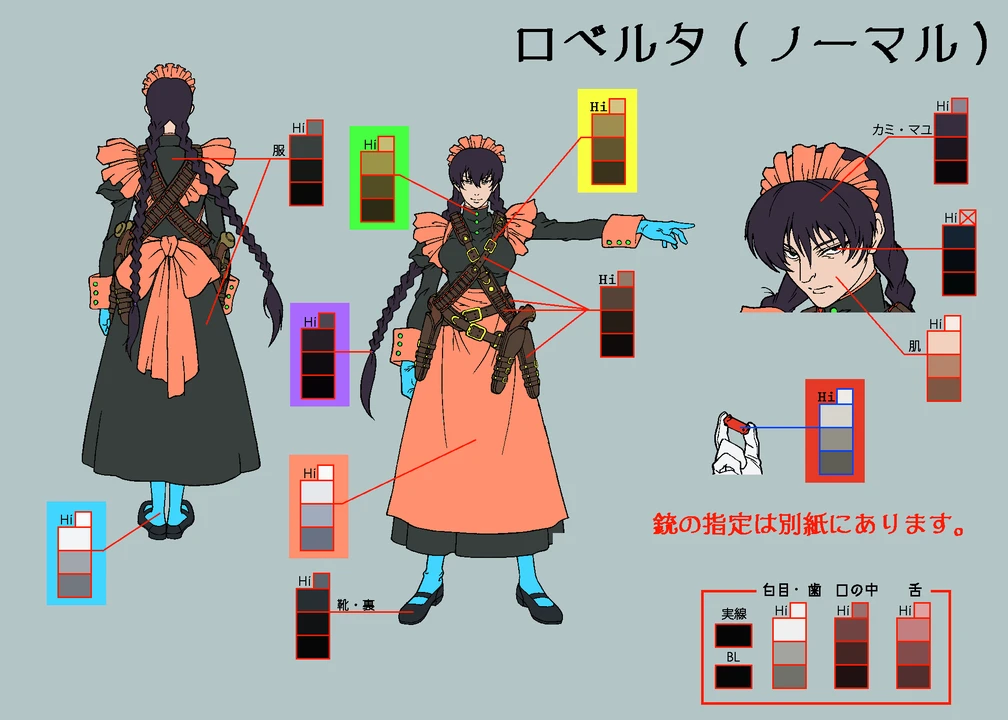 ロベルタ(ノーマル)
Hi
服
Hi
Hi
Hi
カミ・マユ
Hi
Hi
Hi
Hi
肌
Hi
Hi
Hi
Hi
靴・裏
銃の指定は別紙にあります。
白目・歯 口の中 舌
実線 Hi Hi Hi
BL